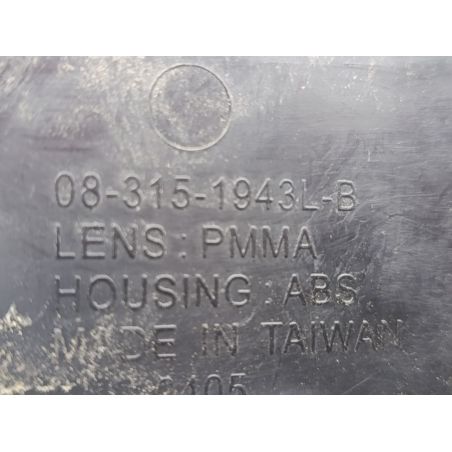 08-315-1943L-B
LENS : PMMA
HOUSING : ABS
MADE IN TAIWAN